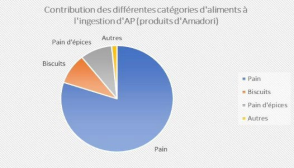 Contribution des différentes catégories d'aliments à
l'ingestion d'AP (produits d'Amadori)
Autres
Pain d'épices
Biscuits
Pain
Pain
Biscuits
Pain d'épices
Autres